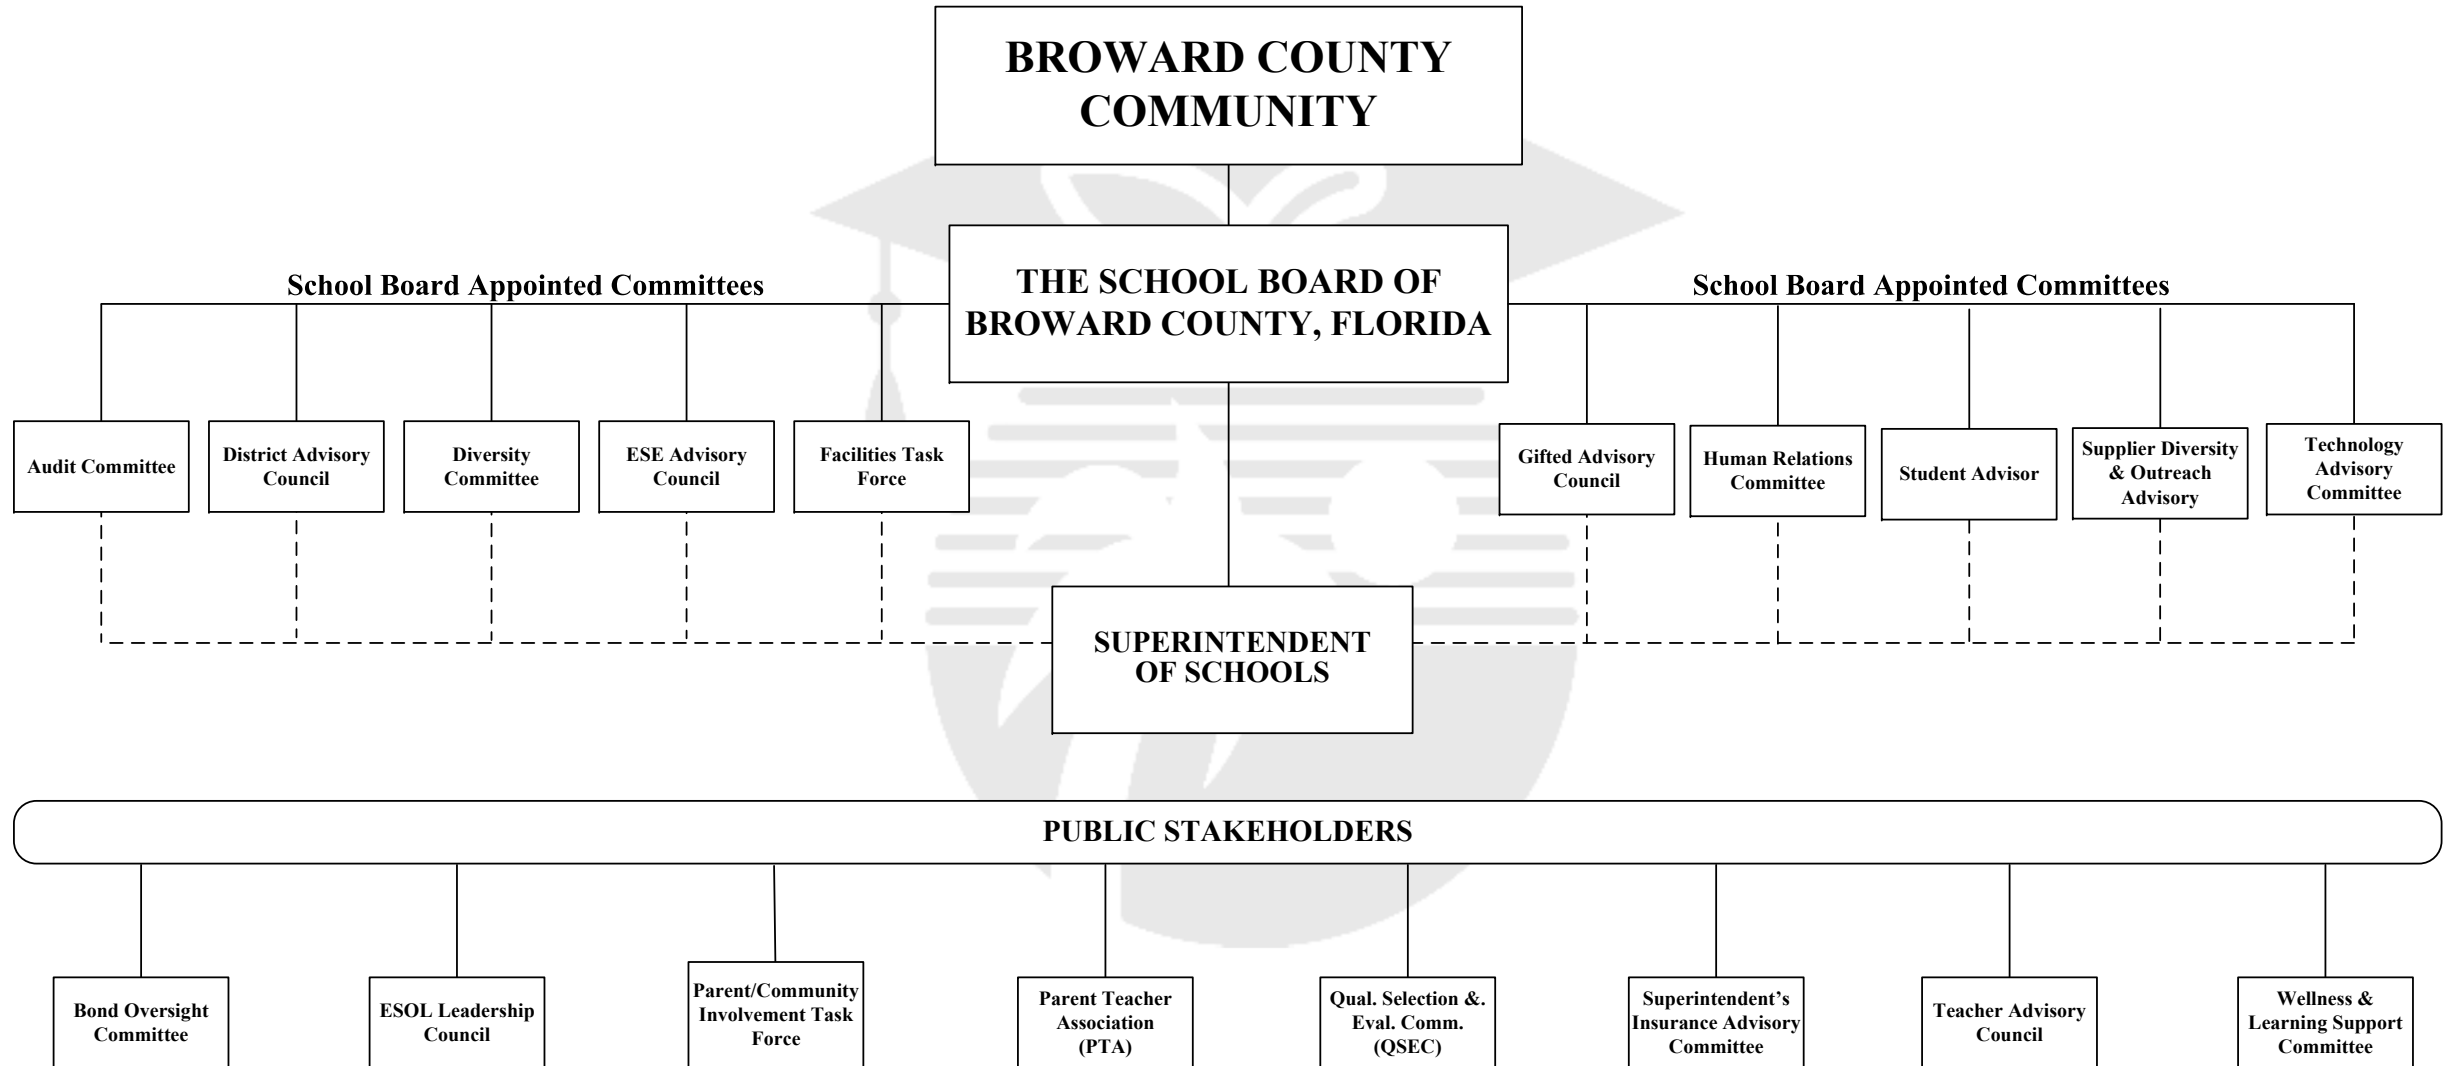 BROWARD COUNTY
COMMUNITY
THE SCHOOL BOARD OF
BROWARD COUNTY, FLORIDA
School Board Appointed Committees
School Board Appointed Committees
Audit Committee
District Advisory
Council
Diversity
Committee
ESE Advisory
Council
Facilities Task
Force
Gifted Advisory
Council
Human Relations
Committee
Student Advisor
Supplier Diversity
& Outreach
Advisory
Technology
Advisory
Committee
SUPERINTENDENT
OF SCHOOLS
PUBLIC STAKEHOLDERS
Bond Oversight
Committee
ESOL Leadership
Council
Parent/Community
Involvement Task
Force
Parent Teacher
Association
(PTA)
Qual. Selection &.
Eval. Comm.
(QSEC)
Superintendent’s
Insurance Advisory
Committee
Teacher Advisory
Council
Wellness &
Learning Support
Committee